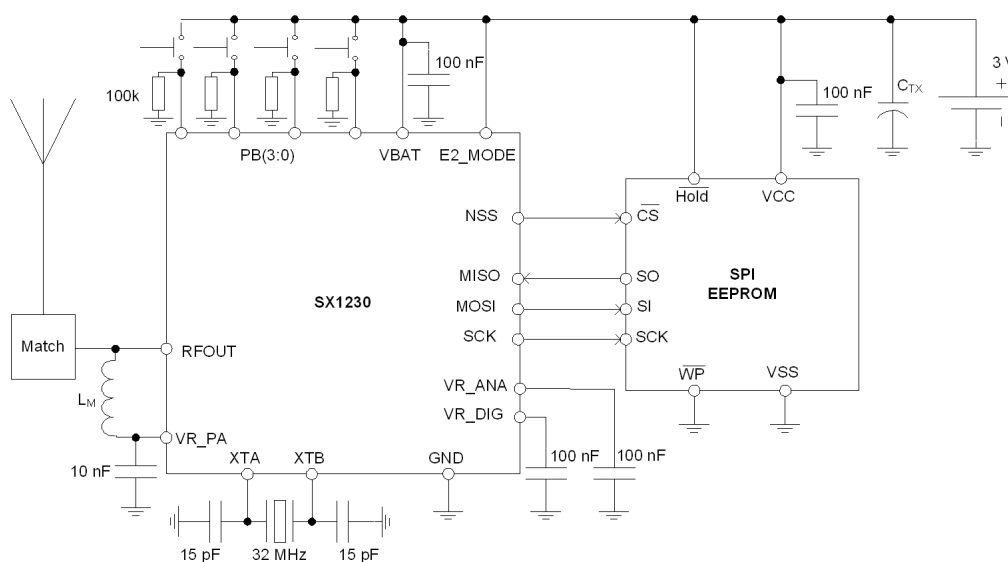 3 V
+
100 nF
100 nF
CTX
100k
PB(3:0)
VBAT
E2_MODE
Hold
VCC
NSS
CS
MISO
SO
SPI
EEPROM
SX1230
MOSI
SI
SCK
SCK
Match
RFOUT
LM
VR_ANA
WP
VSS
VR_DIG
VR_PA
10 nF
XTA
XTB
GND
100 nF
100 nF
15 pF
32 MHz
15 pF